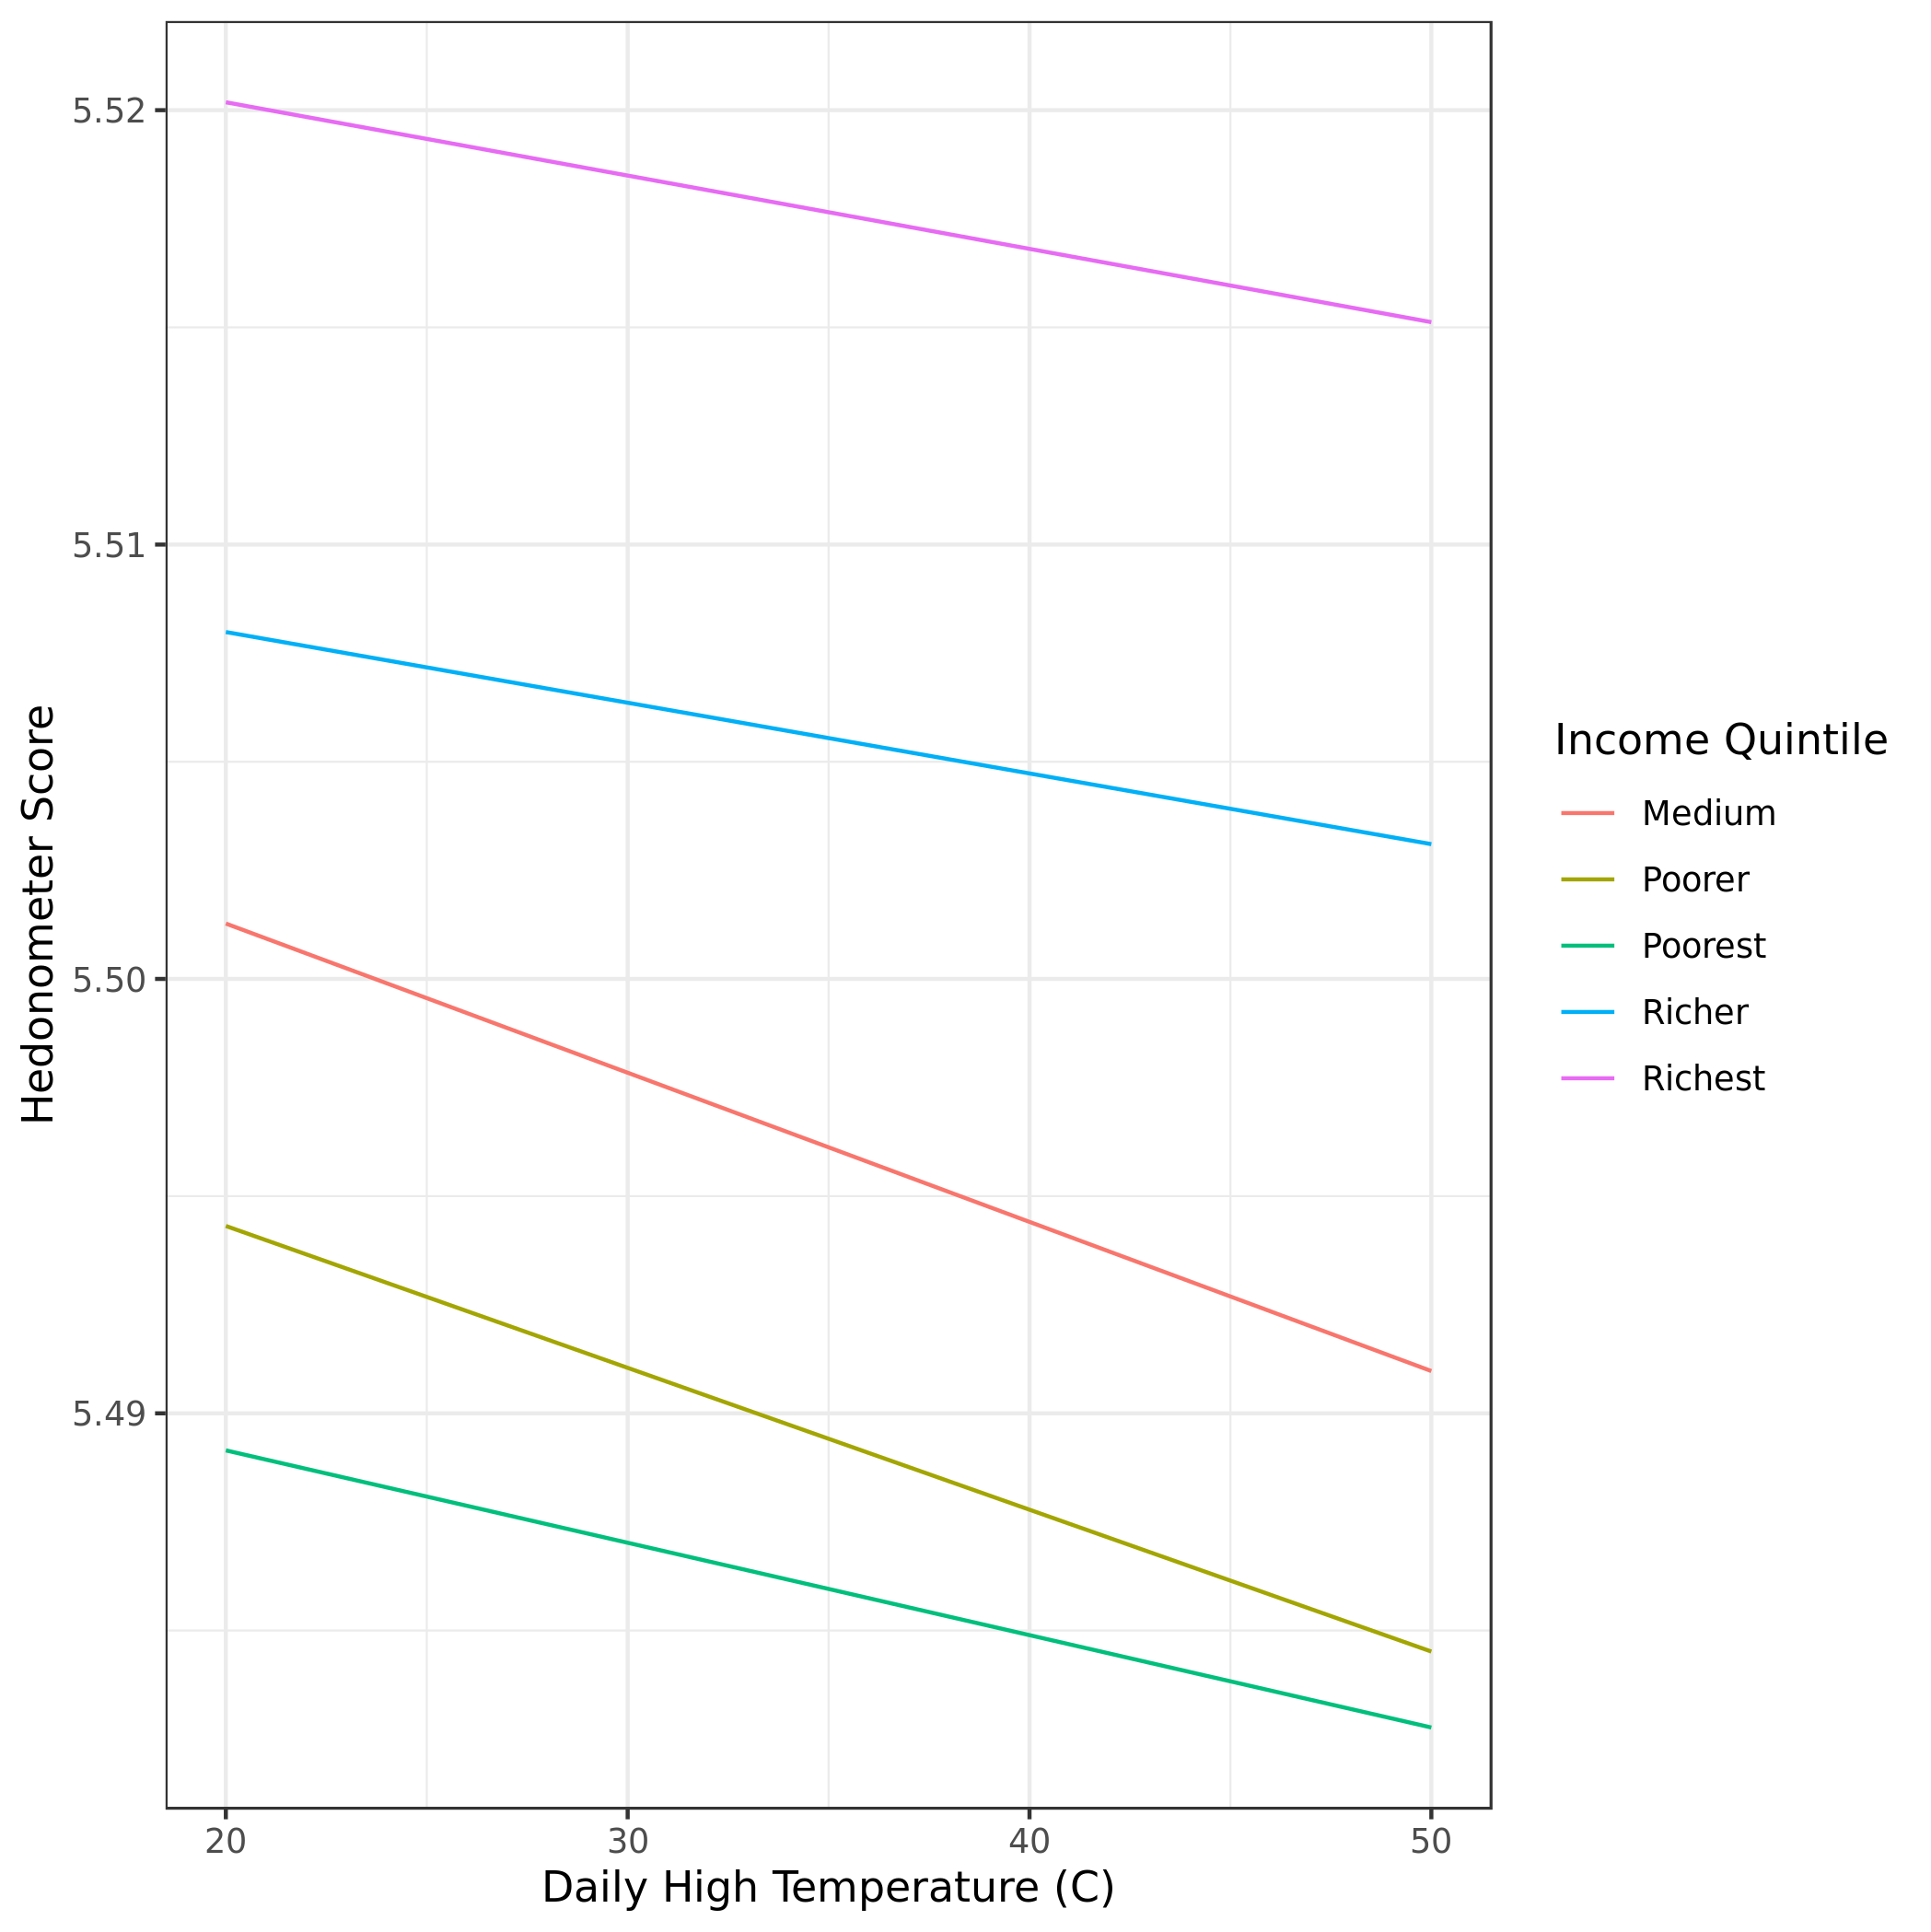 5.52
5.51
5.50
5.49
Hedonometer Score
20 30 40 50
Daily High Temperature (C)
Income Quintile
Medium
Poorer
Poorest
Richer
Richest